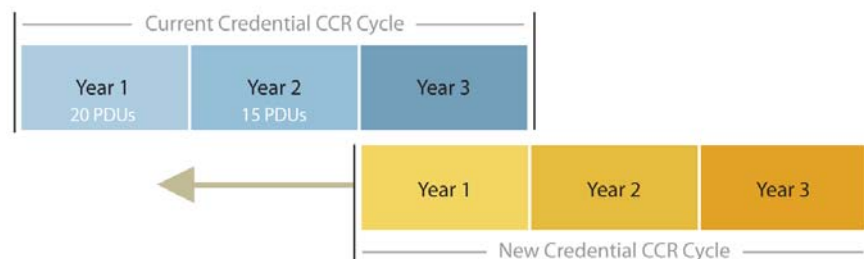 Current Credential CCR Cycle
Year 1 Year 2 Year 3
20 PDUs 15 PDUs
Year 1 Year 2 Year 3
New Credential CCR Cycle